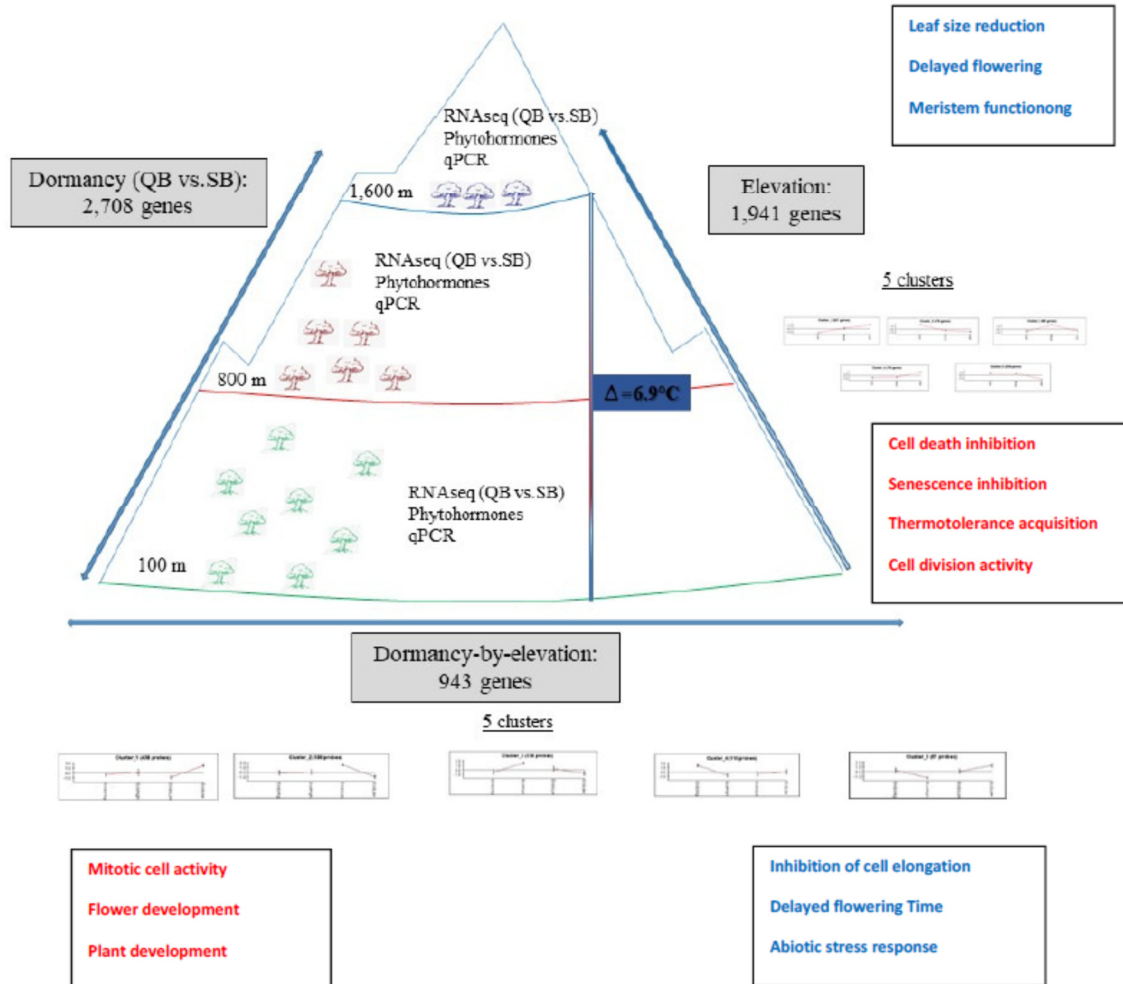 Leaf size reduction
Delayed flowering
Meristem functionong
RNAseq (QB vs.SB)
Phytohormones
qPCR
1,600 m
Dormancy (QB vs.SB):
2,708 genes
Elevation:
1,941 genes
RNAseq (QB vs.SB)
Phytohormones
qPCR
5 clusters
800 m
Δ=6,9°C
Cell death inhibition
Senescence inhibition
Thermotolerance acquisition
Cell division activity
RNAseq (QB vs.SB)
Phytohormones
qPCR
100 m
Dormancy-by-elevation:
943 genes
5 clusters
Mitotic cell activity
Flower development
Plant development
Inhibition of cell elongation
Delayed flowering Time
Abiotic stress response